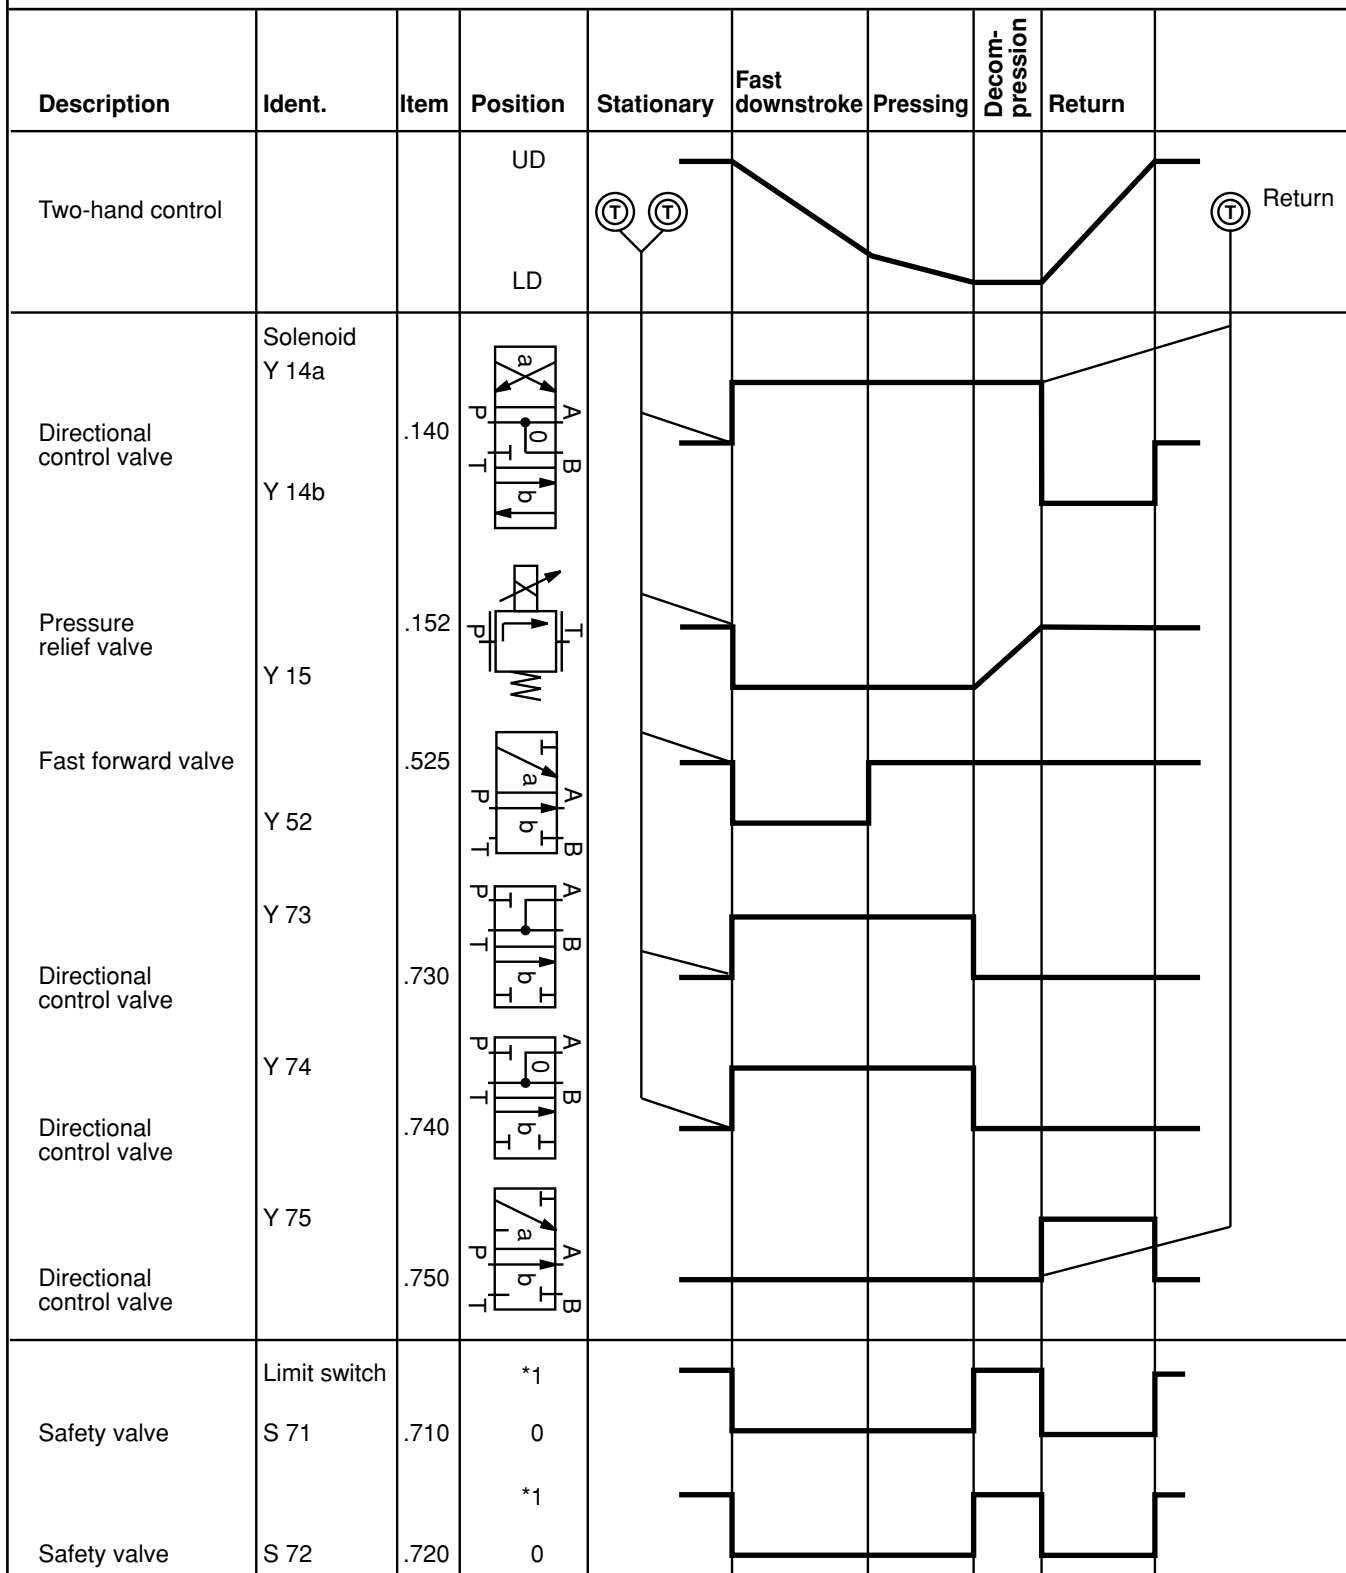 Description
Ident.
Item
Position
Stationary
Fast
downstroke
Pressing
Decom-
pression
Return
Two-hand control
UD
LD
T
T
T
Return
Solenoid
Y 14a
Directional
control valve
Y 14b
.140
a
P
A
0
T
B
b
Pressure
relief valve
Y 15
.152
P
T
Fast forward valve
Y 52
.525
a
P
A
b
T
B
Y 73
Directional
control valve
.730
P
A
T
B
b
Y 74
Directional
control valve
.740
P
A
0
T
B
b
Y 75
Directional
control valve
.750
a
P
A
b
T
B
Limit switch
*1
Safety valve
S 71
.710
0
*1
Safety valve
S 72
.720
0